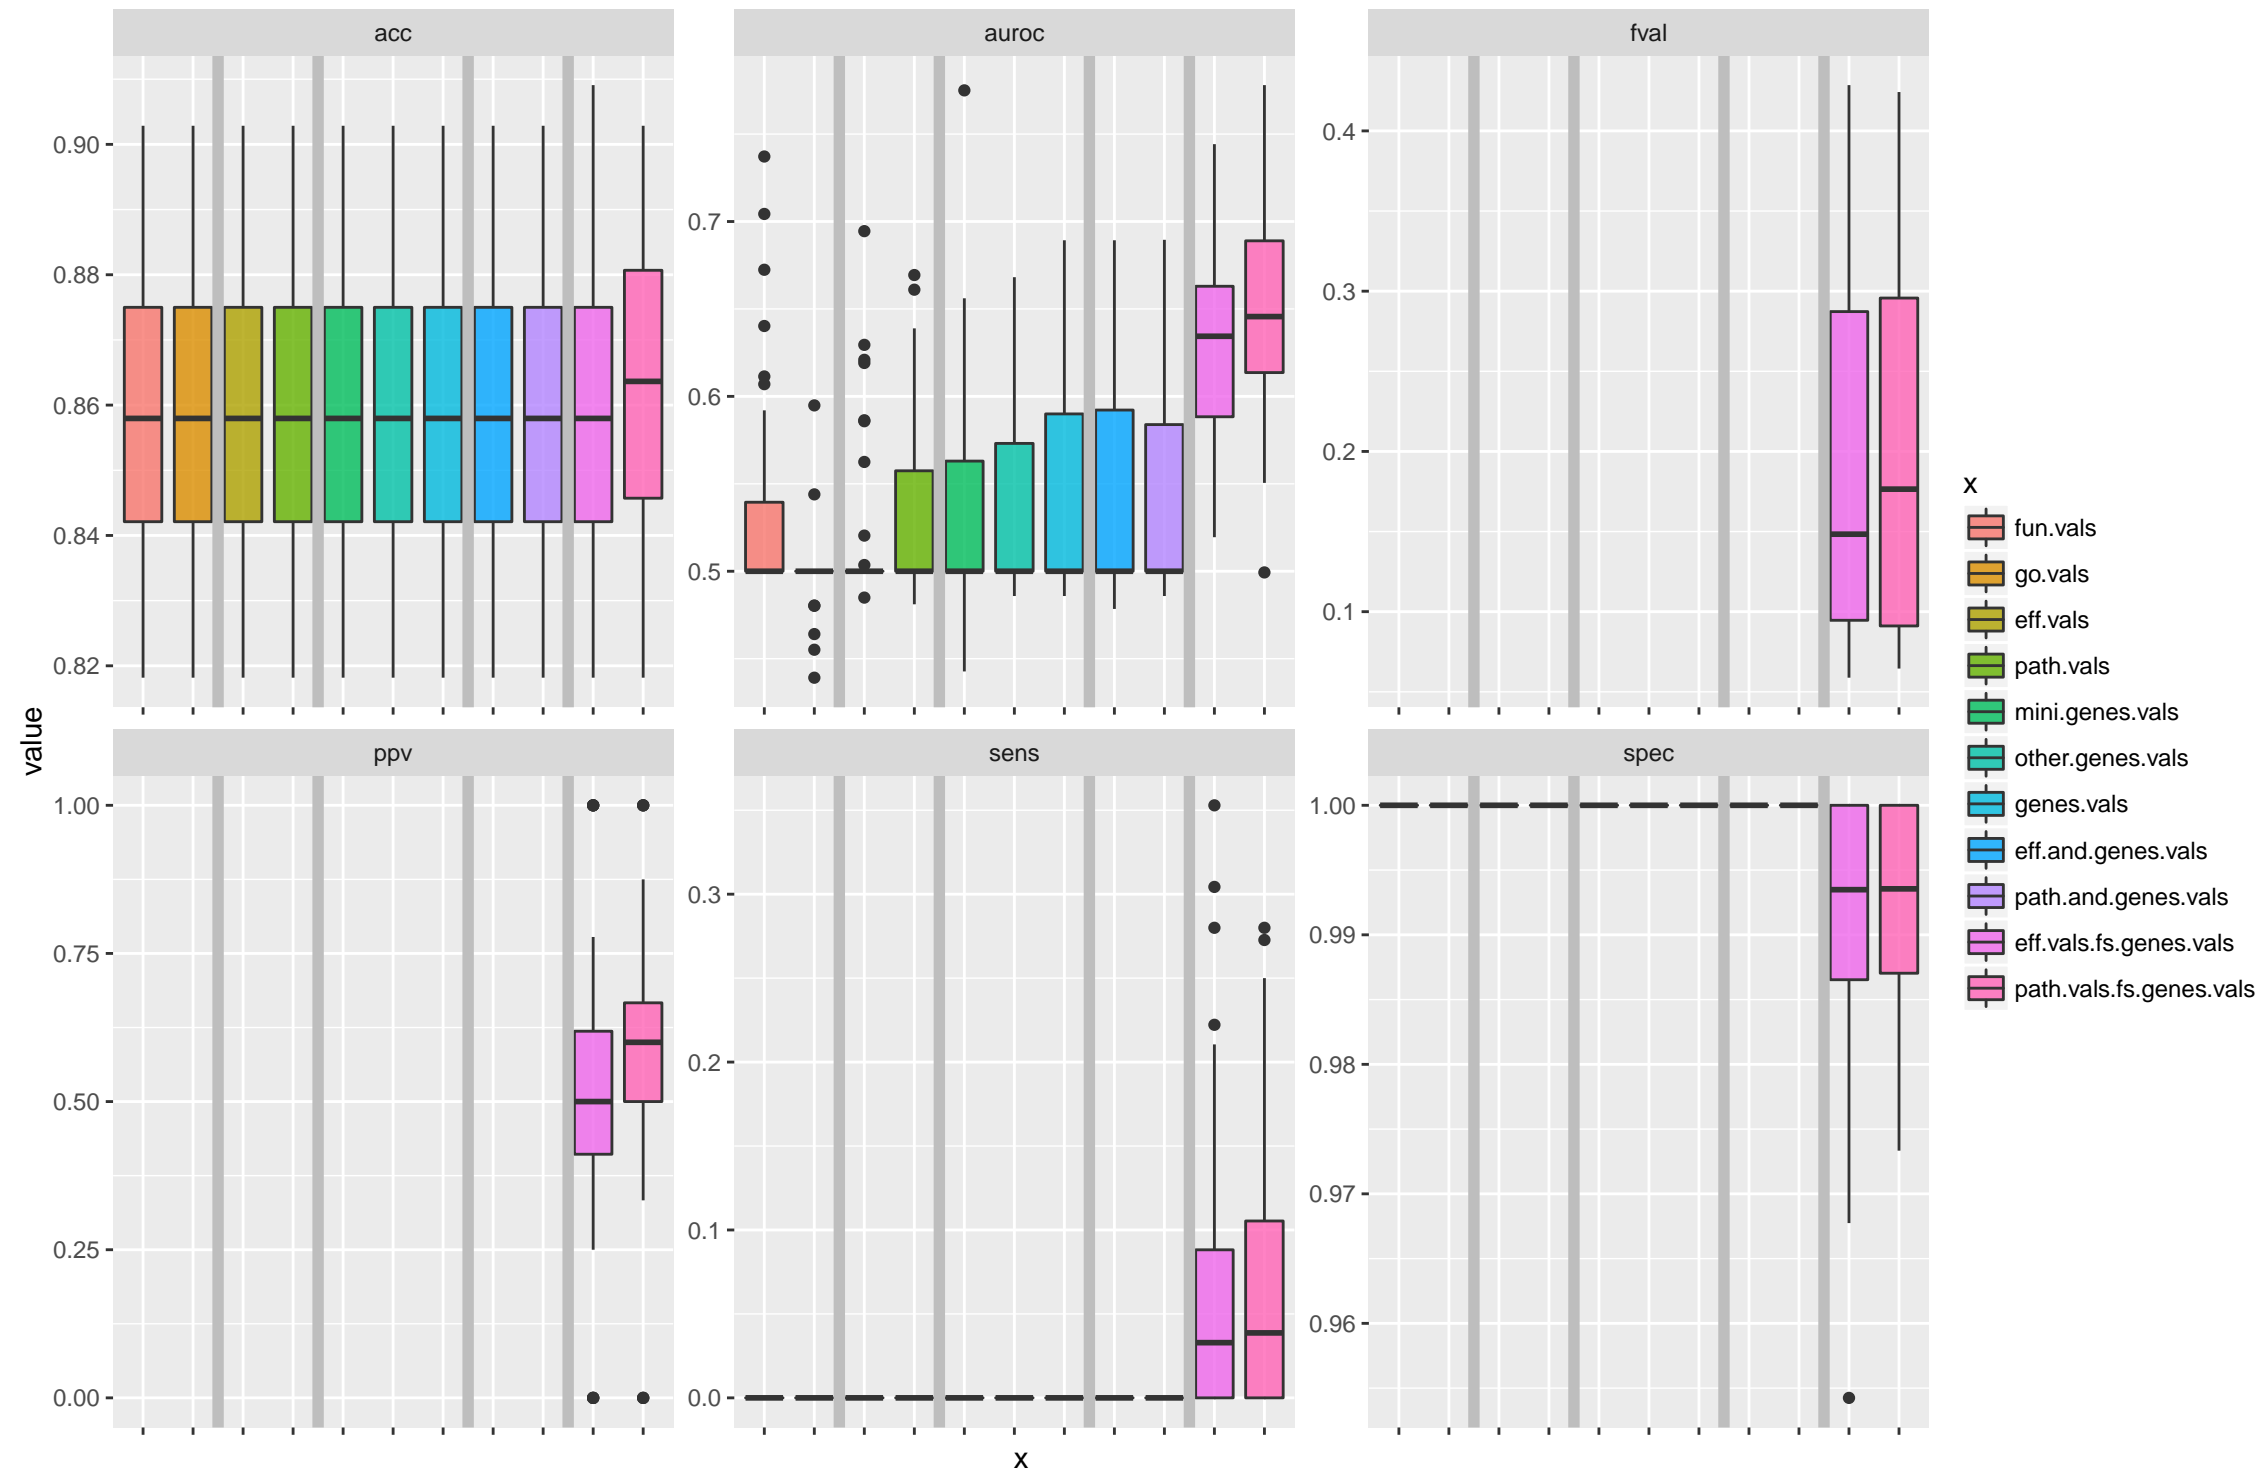 acc
auroc
fval
0.90
0.88
0.86
0.84
0.82
0.7
0.6
0.5
0.4
0.3
0.2
0.1
value
ppv
sens
spec
1.00
0.75
0.50
0.25
0.00
0.3
0.2
0.1
0.0
1.00
0.99
0.98
0.97
0.96
x
x
fun.vals
go.vals
eff.vals
path.vals
mini.genes.vals
other.genes.vals
genes.vals
eff.and.genes.vals
path.and.genes.vals
eff.vals.fs.genes.vals
path.vals.fs.genes.vals